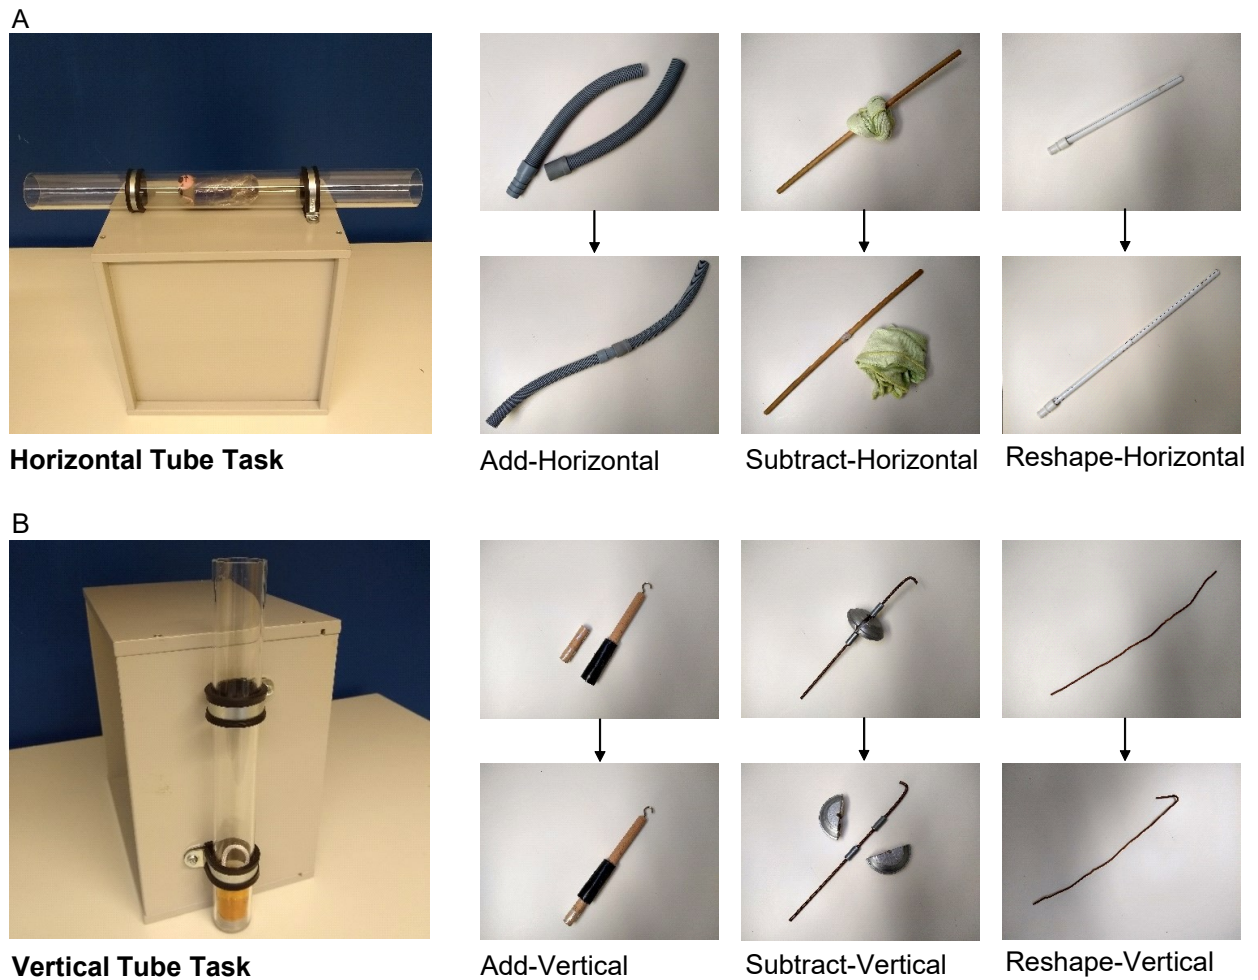 A
Horizontal Tube Task
Add-Horizontal
Subtract-Horizontal
Reshape-Horizontal
B
Vertical Tube Task
Add-Vertical
Subtract-Vertical
Reshape-Vertical